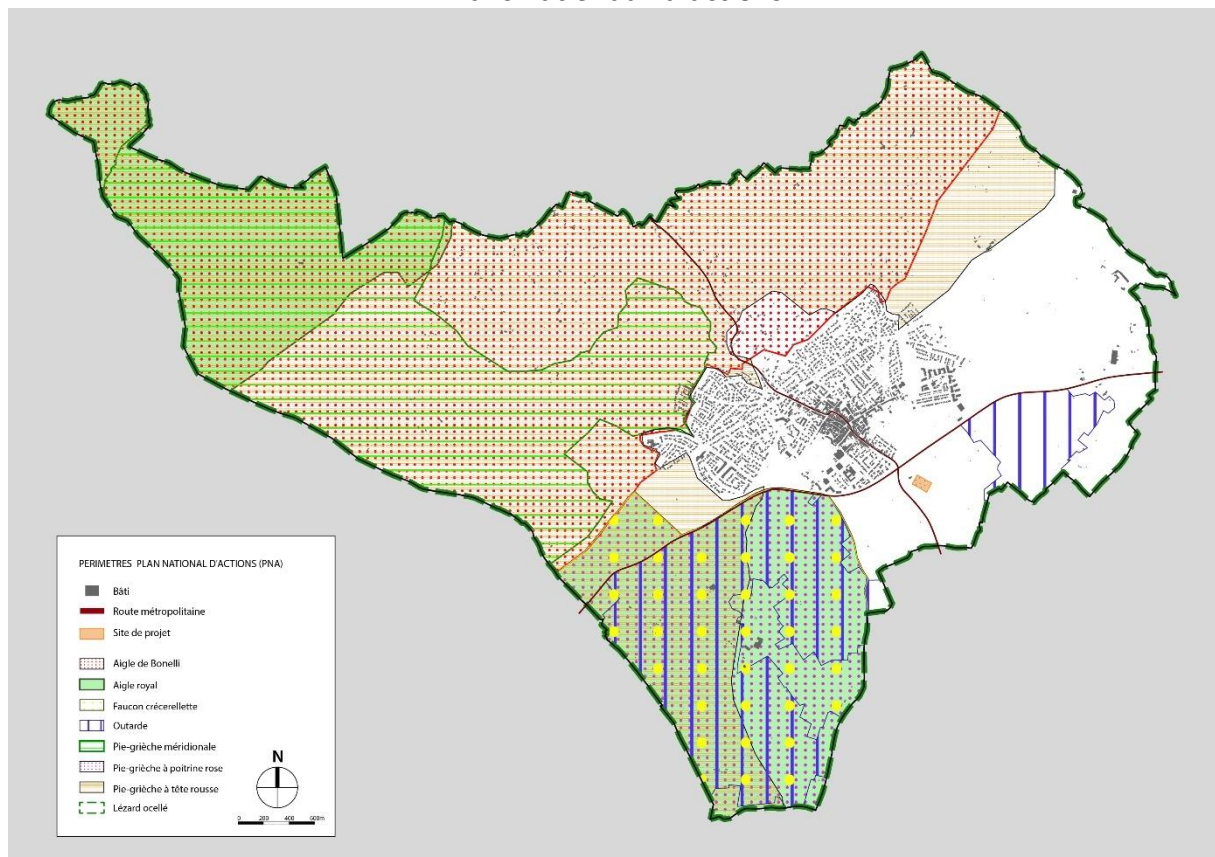 PERIMETRES PLAN NATIONAL D'ACTIONS (PNA)
Bâti
Route métropolitaine
Site de projet
Aigle de Bonelli
Aigle royal
Faucon crécerellette
Outarde
Pie-grièche méridionale
Pie-grièche à poitrine rose
Pie-grièche à tête rousse
Lézard ocellé
N
0 200 400 600m